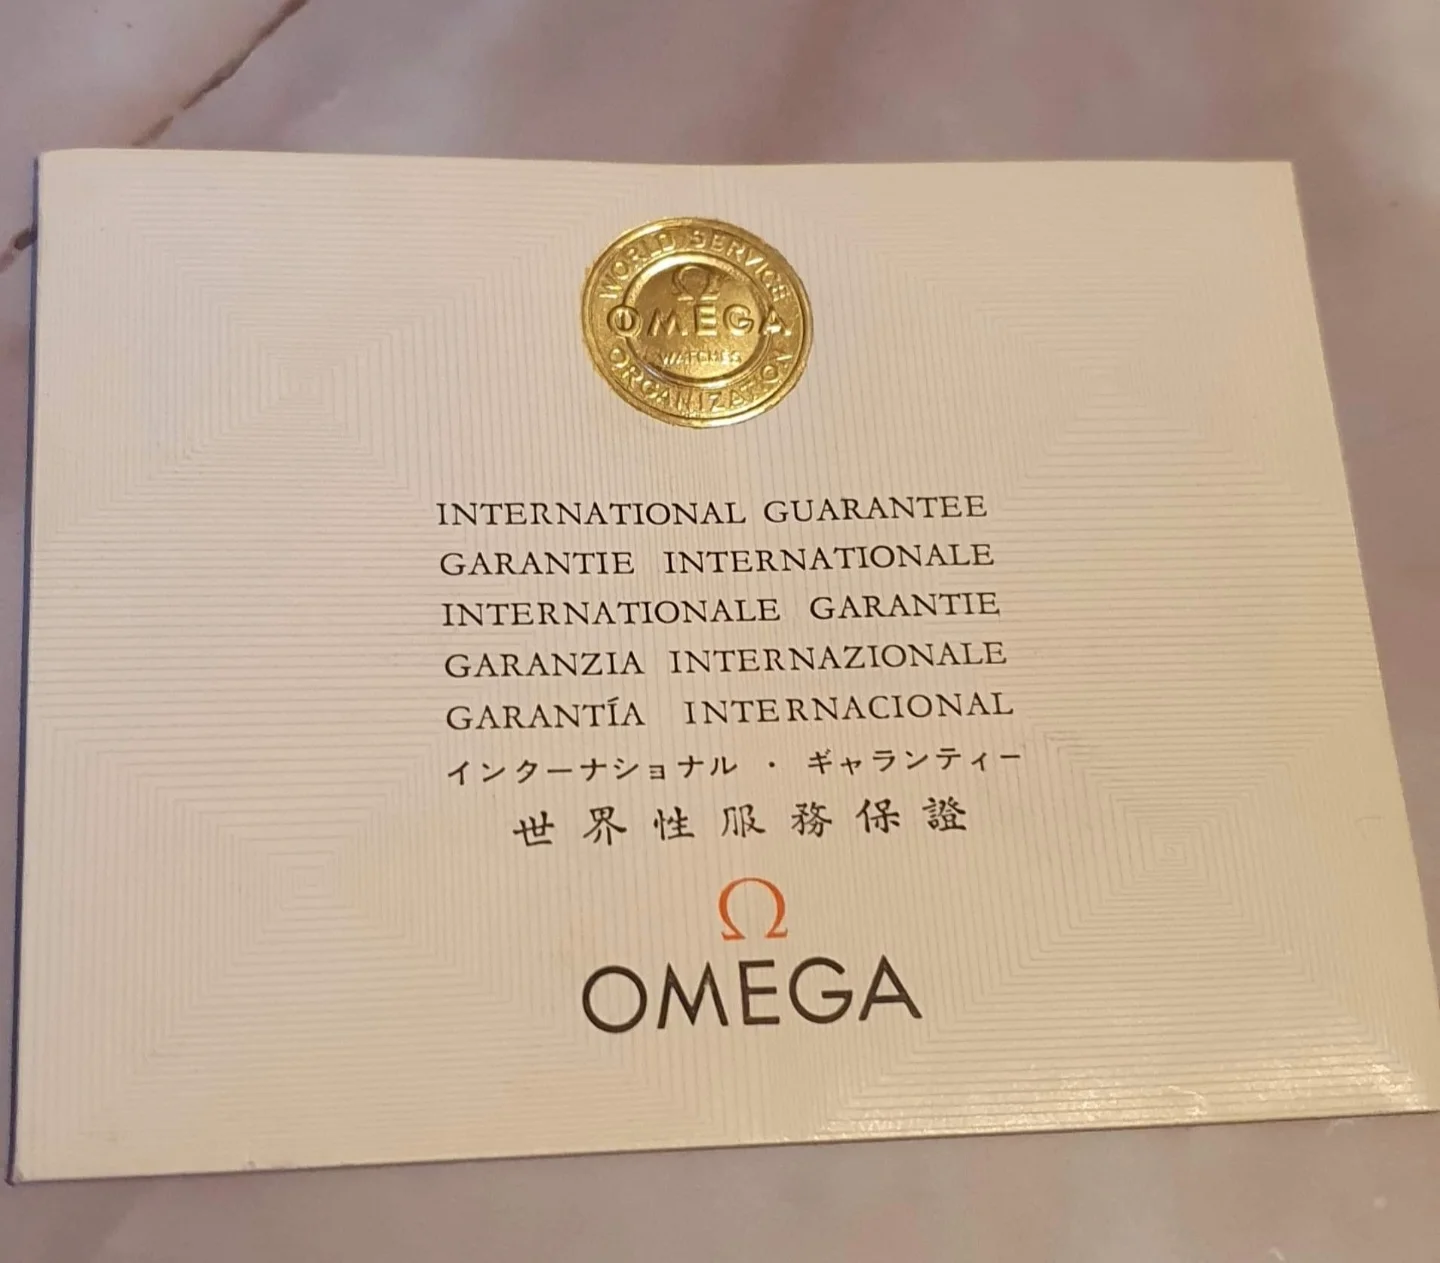 WORLD SERVICE
Ω
OMEGA
WATCHES
ORGANIZATION
INTERNATIONAL GUARANTEE
GARANTIE INTERNATIONALE
INTERNATIONALE GARANTIE
GARANZIA INTERNAZIONALE
GARANTÍA INTERNACIONAL
インターナショナル・ギャランティー
世界性服務保證
Ω
OMEGA